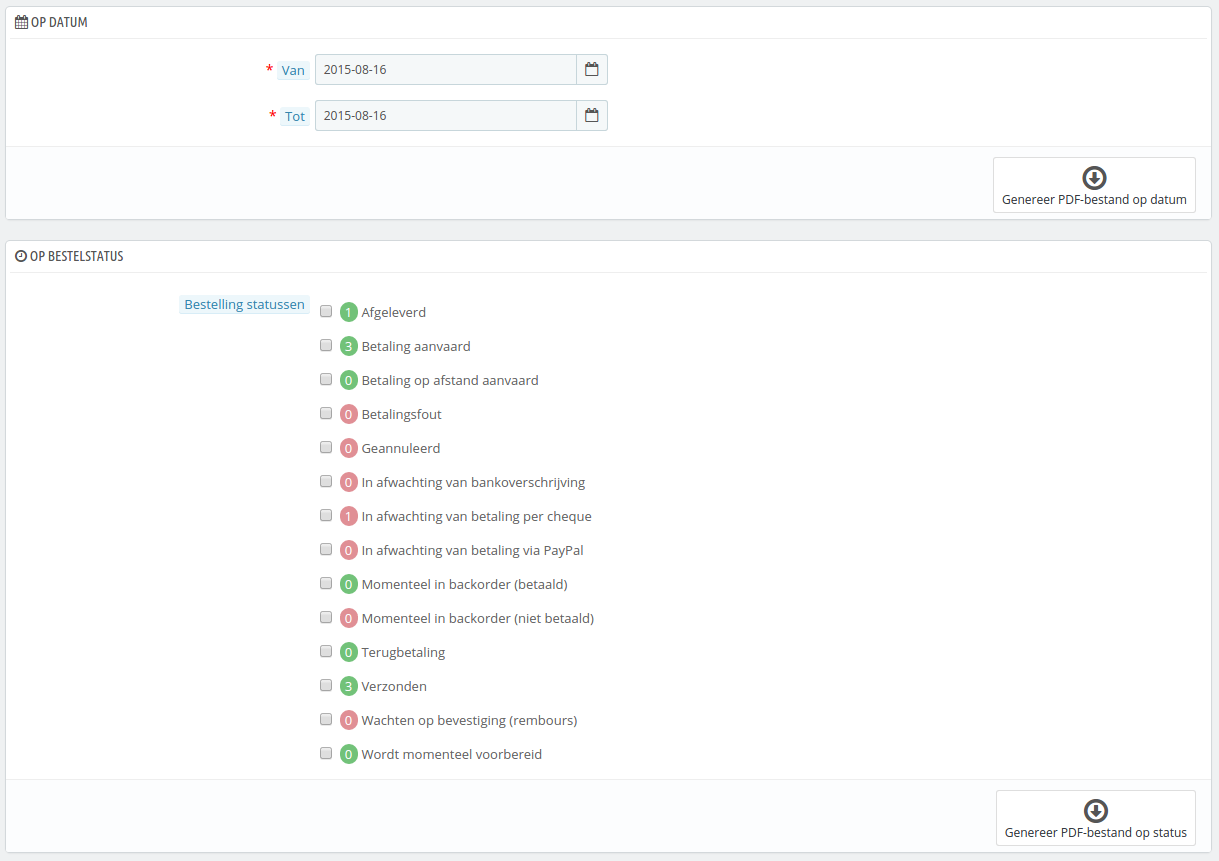 OP DATUM
* Van 2015-08-16
* Tot 2015-08-16
Genereer PDF-bestand op datum
OP BESTELSTATUS
Bestelling statussen
1 Afgeleverd
3 Betaling aanvaard
0 Betaling op afstand aanvaard
0 Betalingsfout
0 Geannuleerd
0 In afwachting van bankoverschrijving
1 In afwachting van betaling per cheque
0 In afwachting van betaling via PayPal
0 Momenteel in backorder (betaald)
0 Momenteel in backorder (niet betaald)
0 Terugbetaling
3 Verzonden
0 Wachten op bevestiging (rembours)
0 Wordt momenteel voorbereid
Genereer PDF-bestand op status